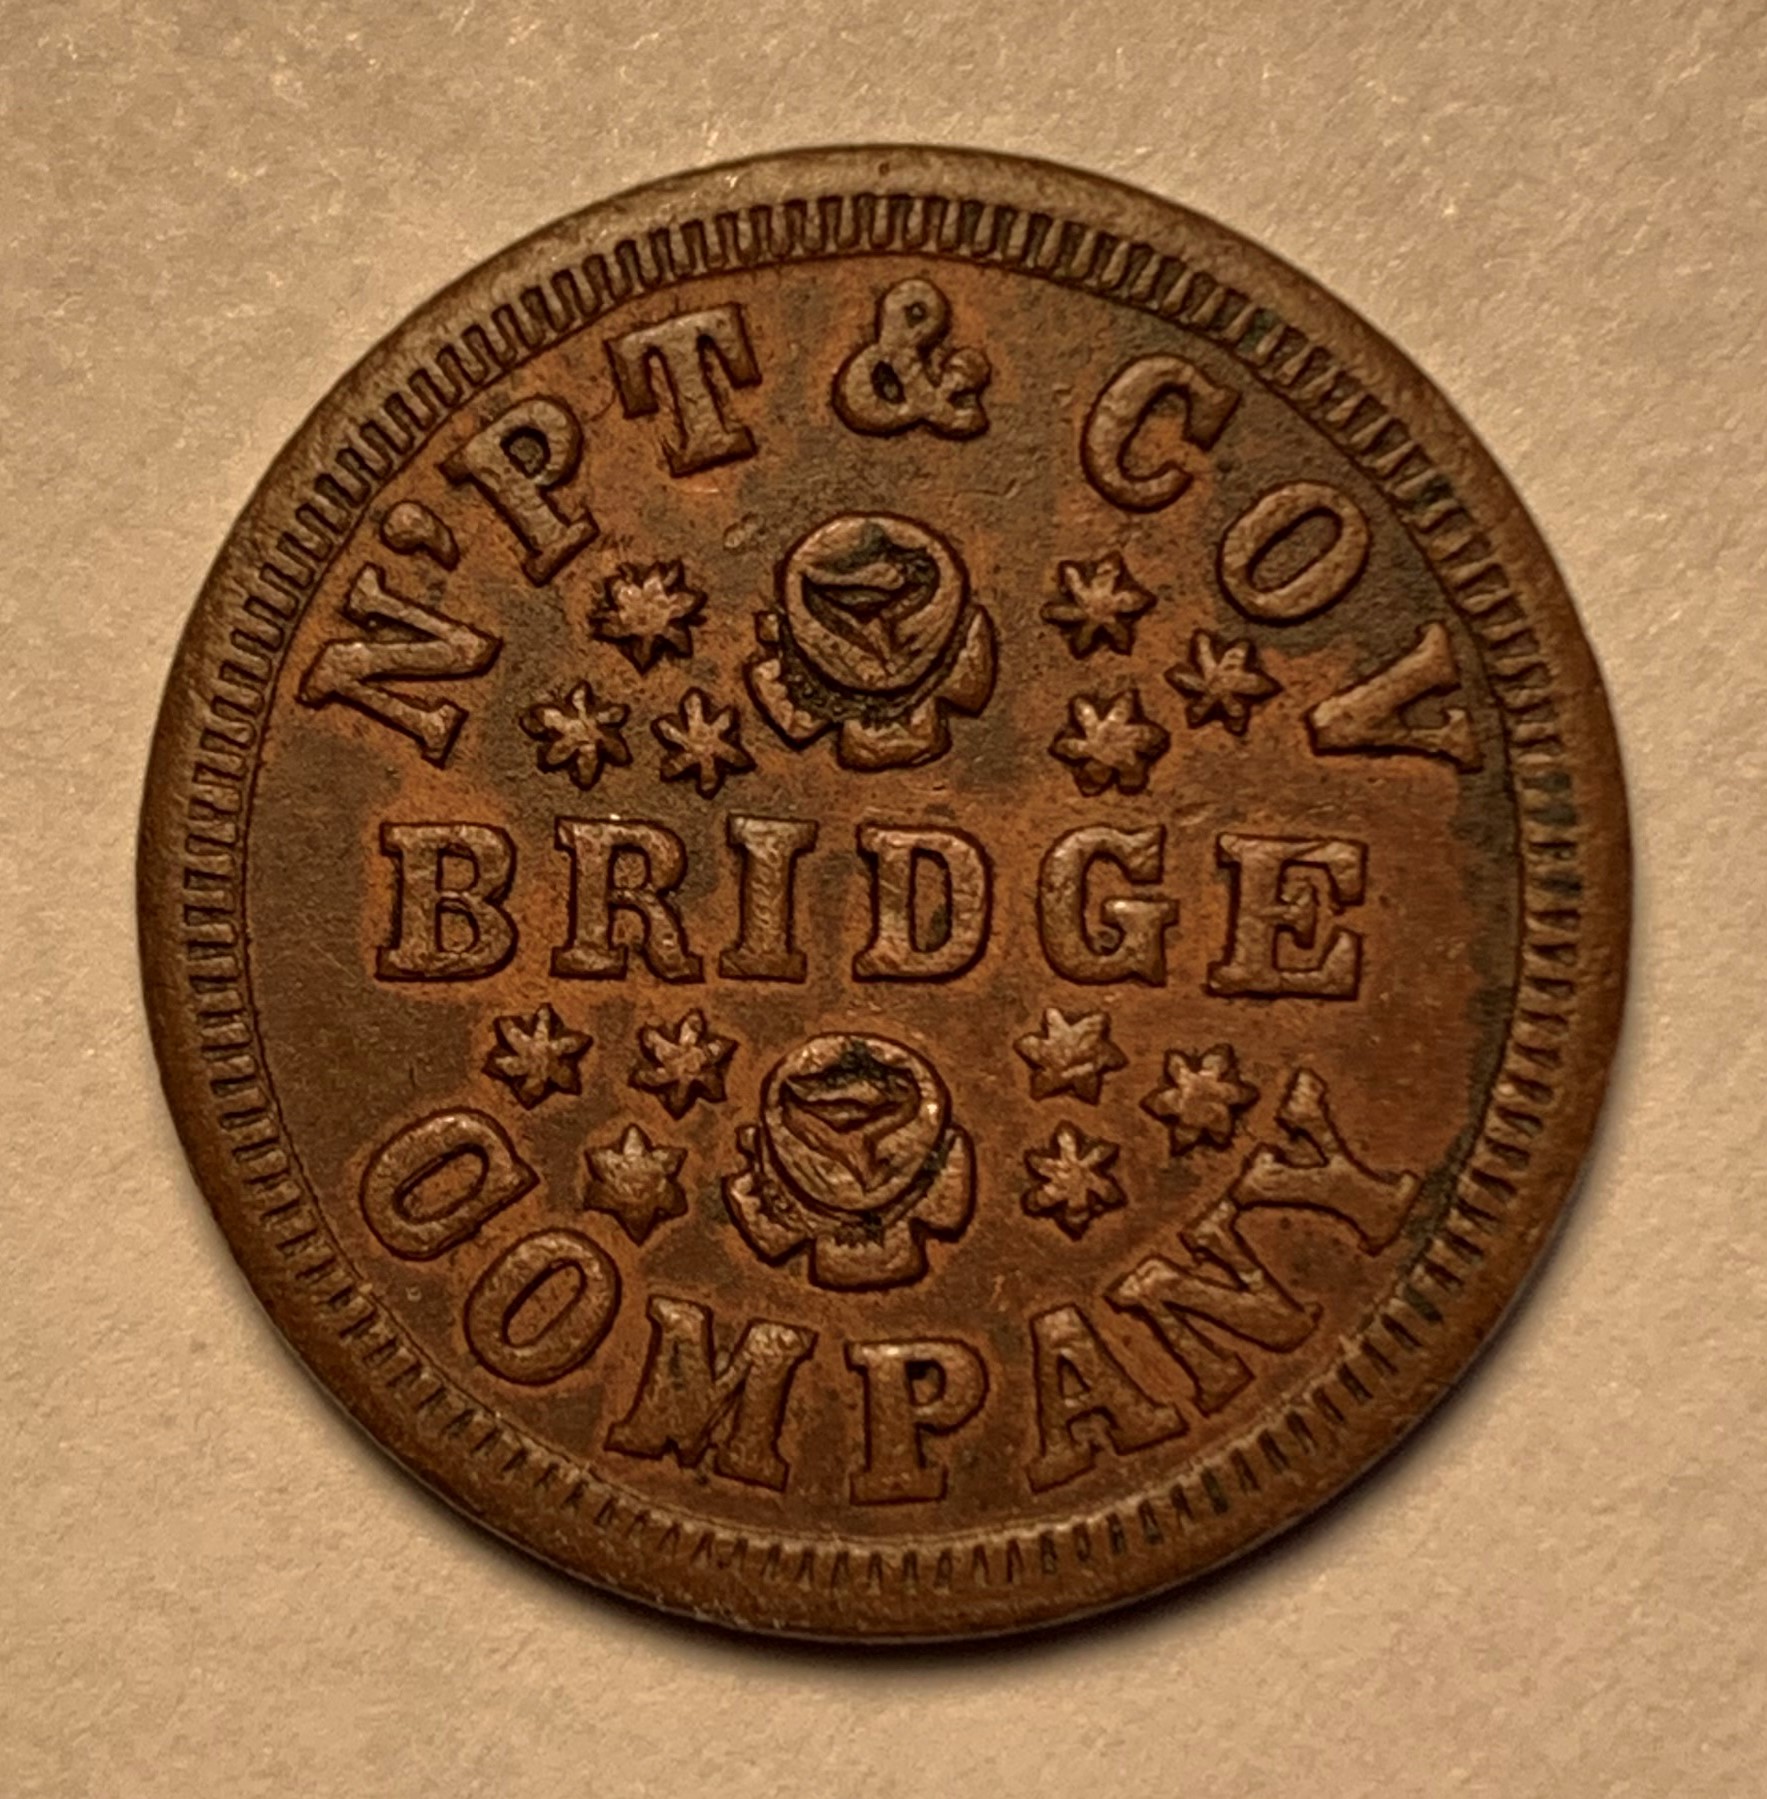 N'PT & COV
BRIDGE
COMPANY